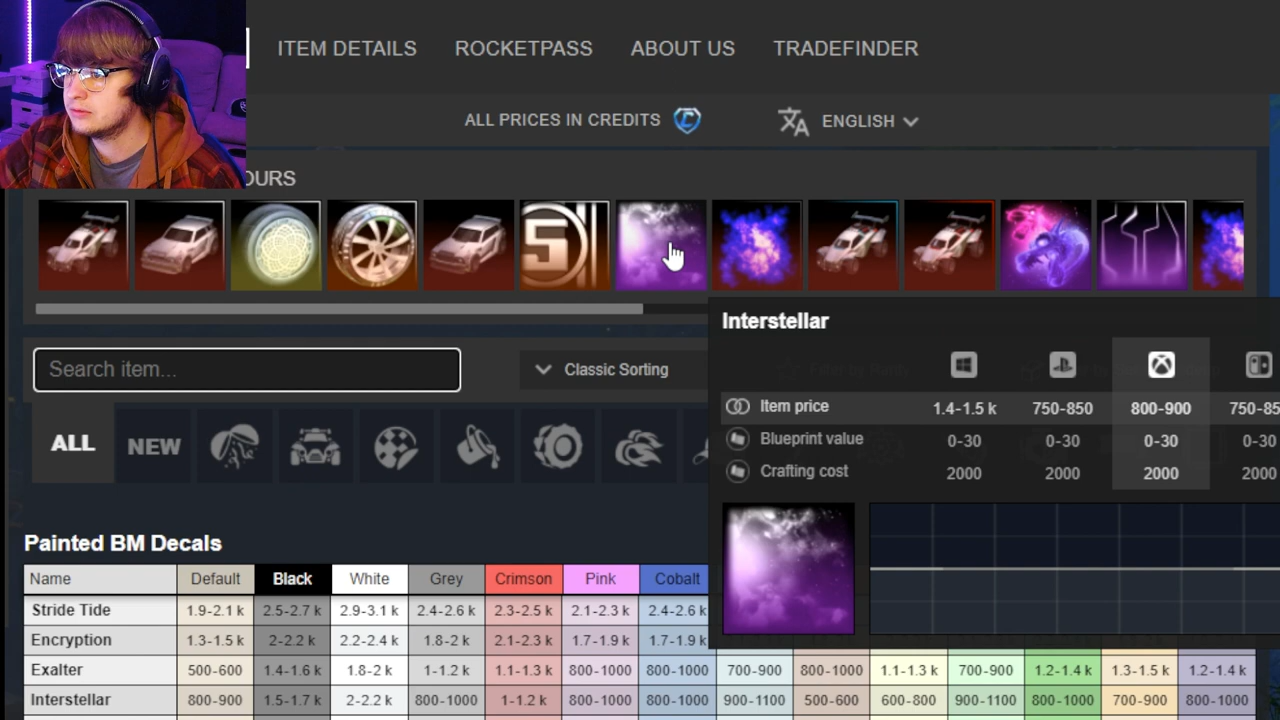 ITEM DETAILS ROCKETPASS ABOUT US TRADEFINDER
ALL PRICES IN CREDITS ENGLISH
OURS
Interstellar
Search item...
Classic Sorting
Item price 1.4-1.5 k 750-850 800-900 750-85
Blueprint value 0-30 0-30 0-30 0-30
Crafting cost 2000 2000 2000 2000
ALL NEW
Painted BM Decals
Name Default Black White Grey Crimson Pink Cobalt
Stride Tide 1.9-2.1 k 2.5-2.7 k 2.9-3.1 k 2.4-2.6 k 2.3-2.5 k 2.1-2.3 k 2.4-2.6 k
Encryption 1.3-1.5 k 2-2.2 k 2.2-2.4 k 1.8-2 k 2.1-2.3 k 1.7-1.9 k 1.7-1.9 k
Exalter 500-600 1.4-1.6 k 1.8-2 k 1-1.2 k 1.1-1.3 k 800-1000 800-1000 700-900 800-1000 1.1-1.3 k 700-900 1.2-1.4 k 1.3-1.5 k 1.2-1.4 k
Interstellar 800-900 1.5-1.7 k 2-2.2 k 800-1000 1-1.2 k 800-1000 800-1000 900-1100 500-600 600-800 900-1100 800-1000 700-900 800-1000